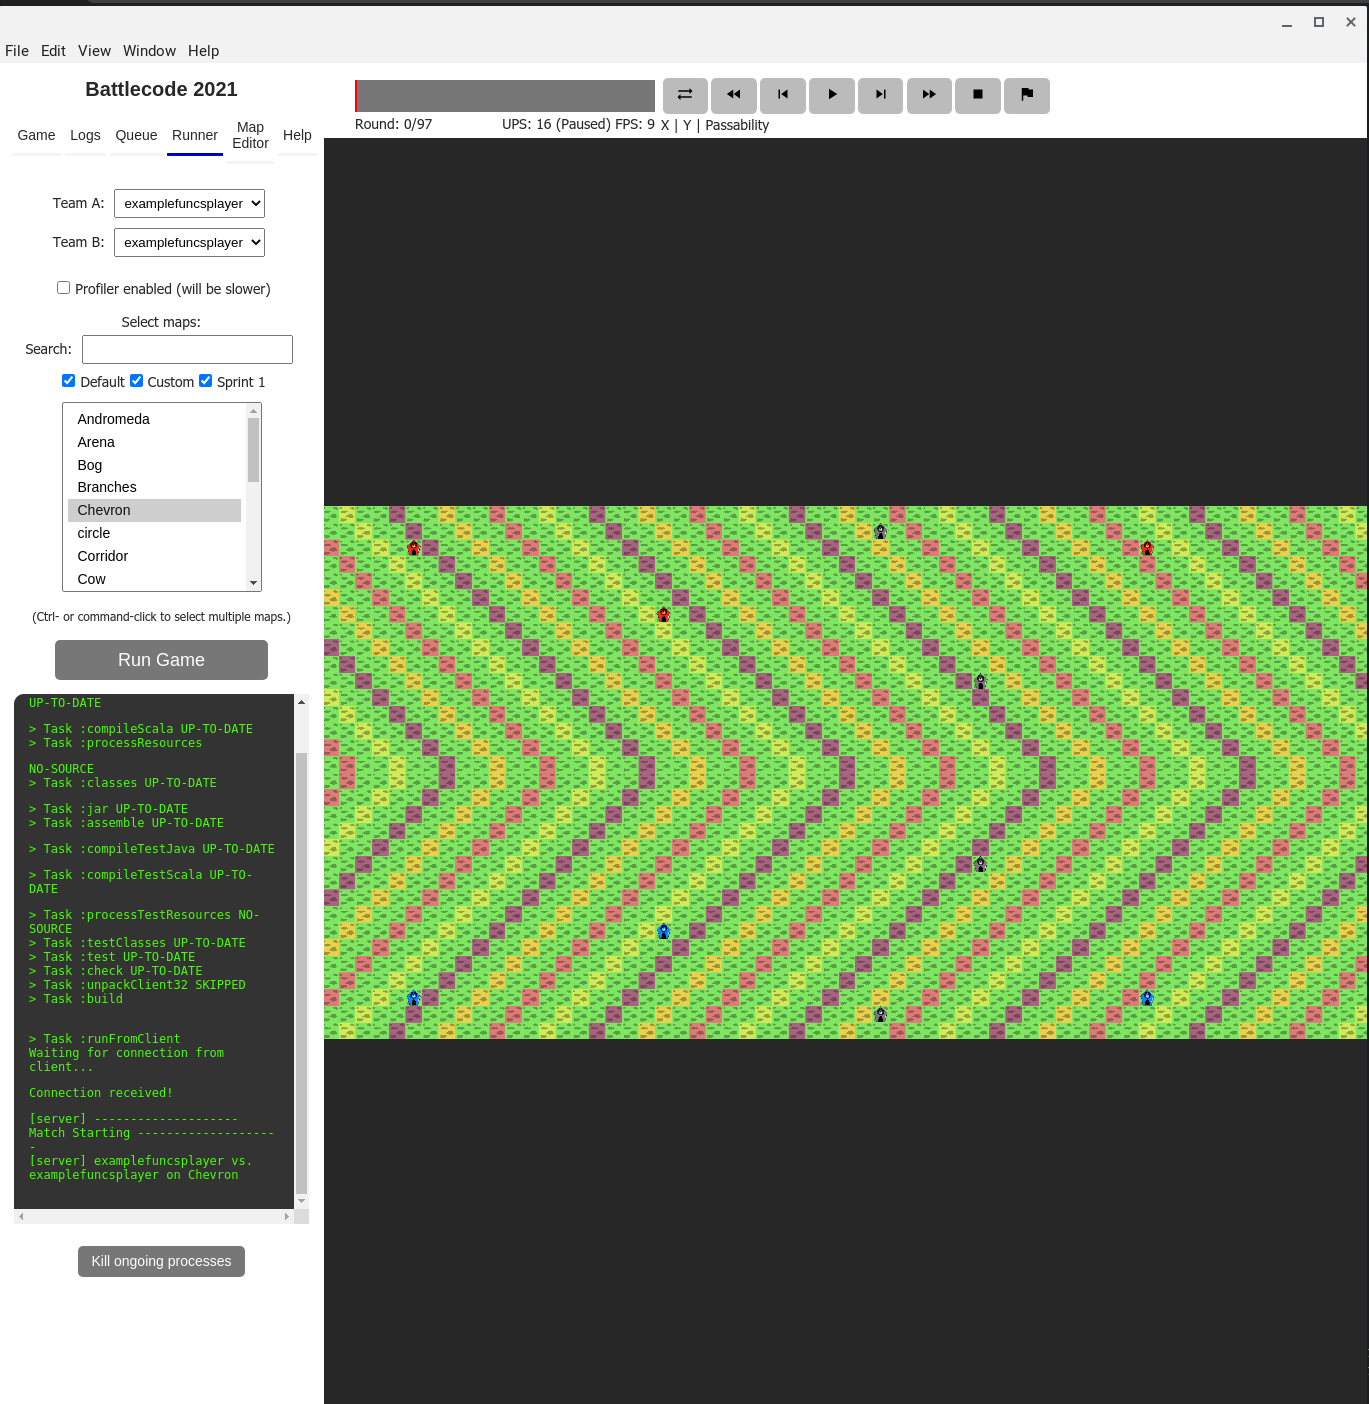 File Edit View Window Help
Battlecode 2021
Game Logs Queue Runner Map Editor Help
Round: 0/97 UPS: 16 (Paused) FPS: 9 X | Y | Passability
Team A: examplefuncsplayer
Team B: examplefuncsplayer
Profiler enabled (will be slower)
Select maps:
Search:
Default Custom Sprint 1
Andromeda
Arena
Bog
Branches
Chevron
circle
Corridor
Cow
(Ctrl- or command-click to select multiple maps.)
Run Game
UP-TO-DATE
> Task :compileScala UP-TO-DATE
> Task :processResources
NO-SOURCE
> Task :classes UP-TO-DATE
> Task :jar UP-TO-DATE
> Task :assemble UP-TO-DATE
> Task :compileTestJava UP-TO-DATE
> Task :compileTestScala UP-TO-
DATE
> Task :processTestResources NO-
SOURCE
> Task :testClasses UP-TO-DATE
> Task :test UP-TO-DATE
> Task :check UP-TO-DATE
> Task :unpackClient32 SKIPPED
> Task :build
> Task :runFromClient
Waiting for connection from
client...
Connection received!
[server] --------------------
Match Starting -------------------
-
[server] examplefuncsplayer vs.
examplefuncsplayer on Chevron
Kill ongoing processes